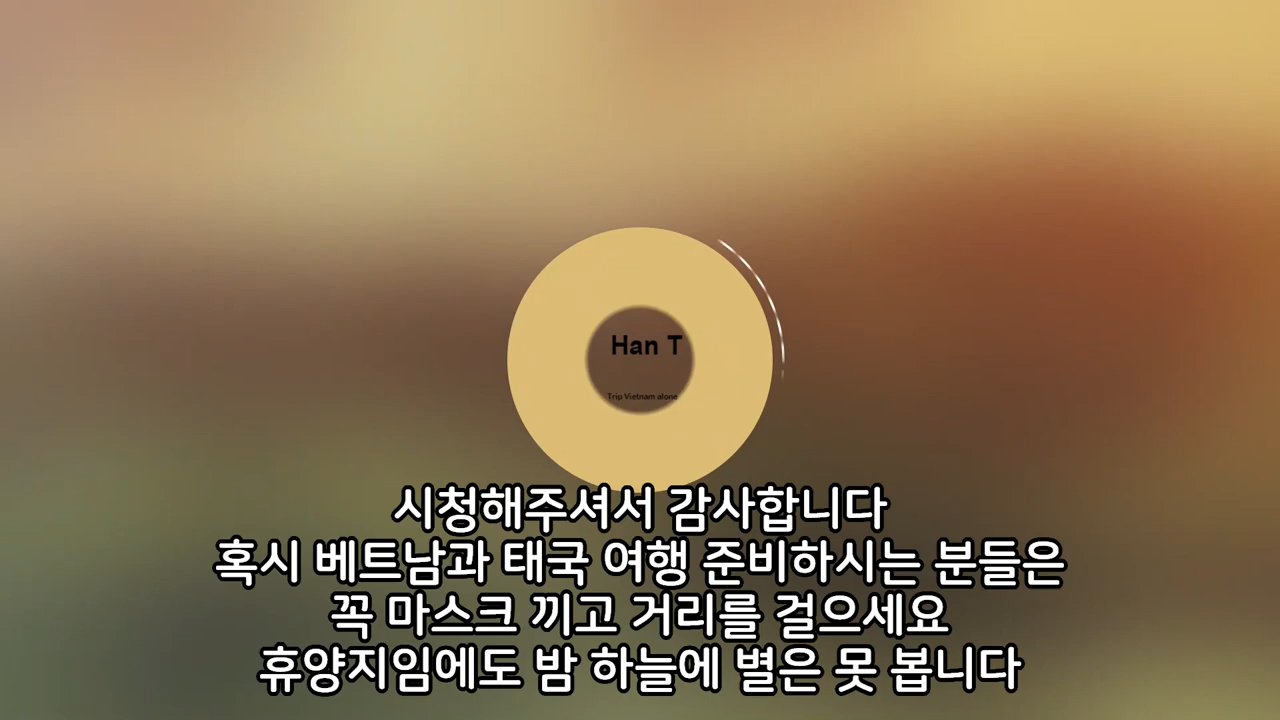 Han T
Trip Vietnam alone
시청해주셔서 감사합니다
혹시 베트남과 태국 여행 준비하시는 분들은
꼭 마스크 끼고 거리를 걸으세요
휴양지임에도 밤 하늘에 별은 못 봅니다